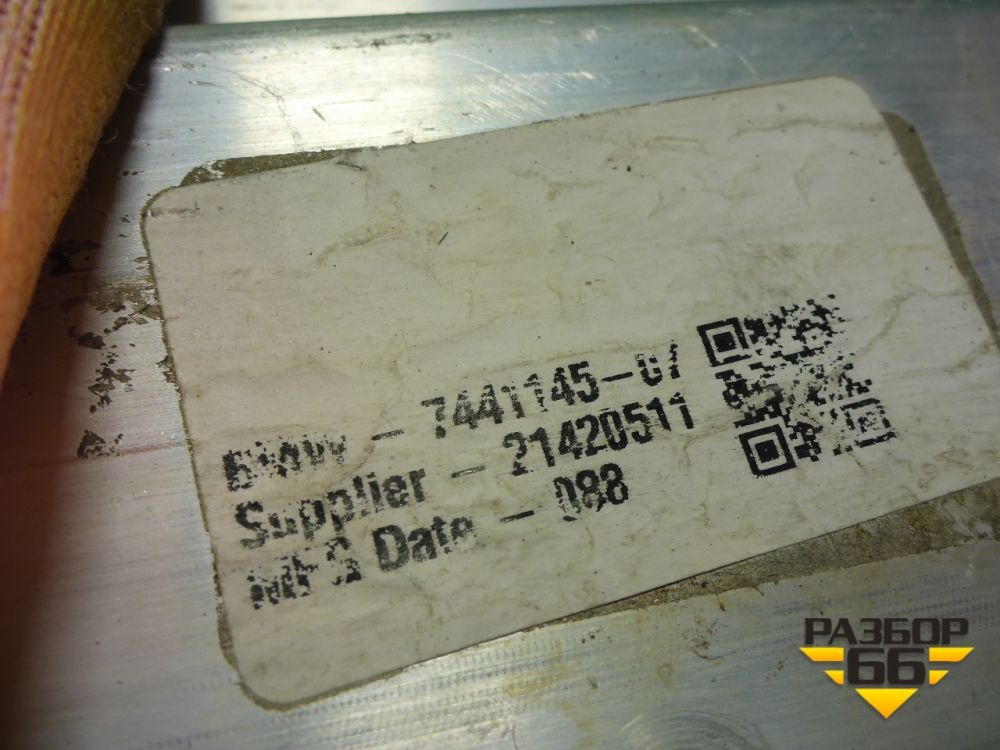 BMW - 7441145-07
Supplier - 21420511
MFG Date - 088
РАЗБОР
66